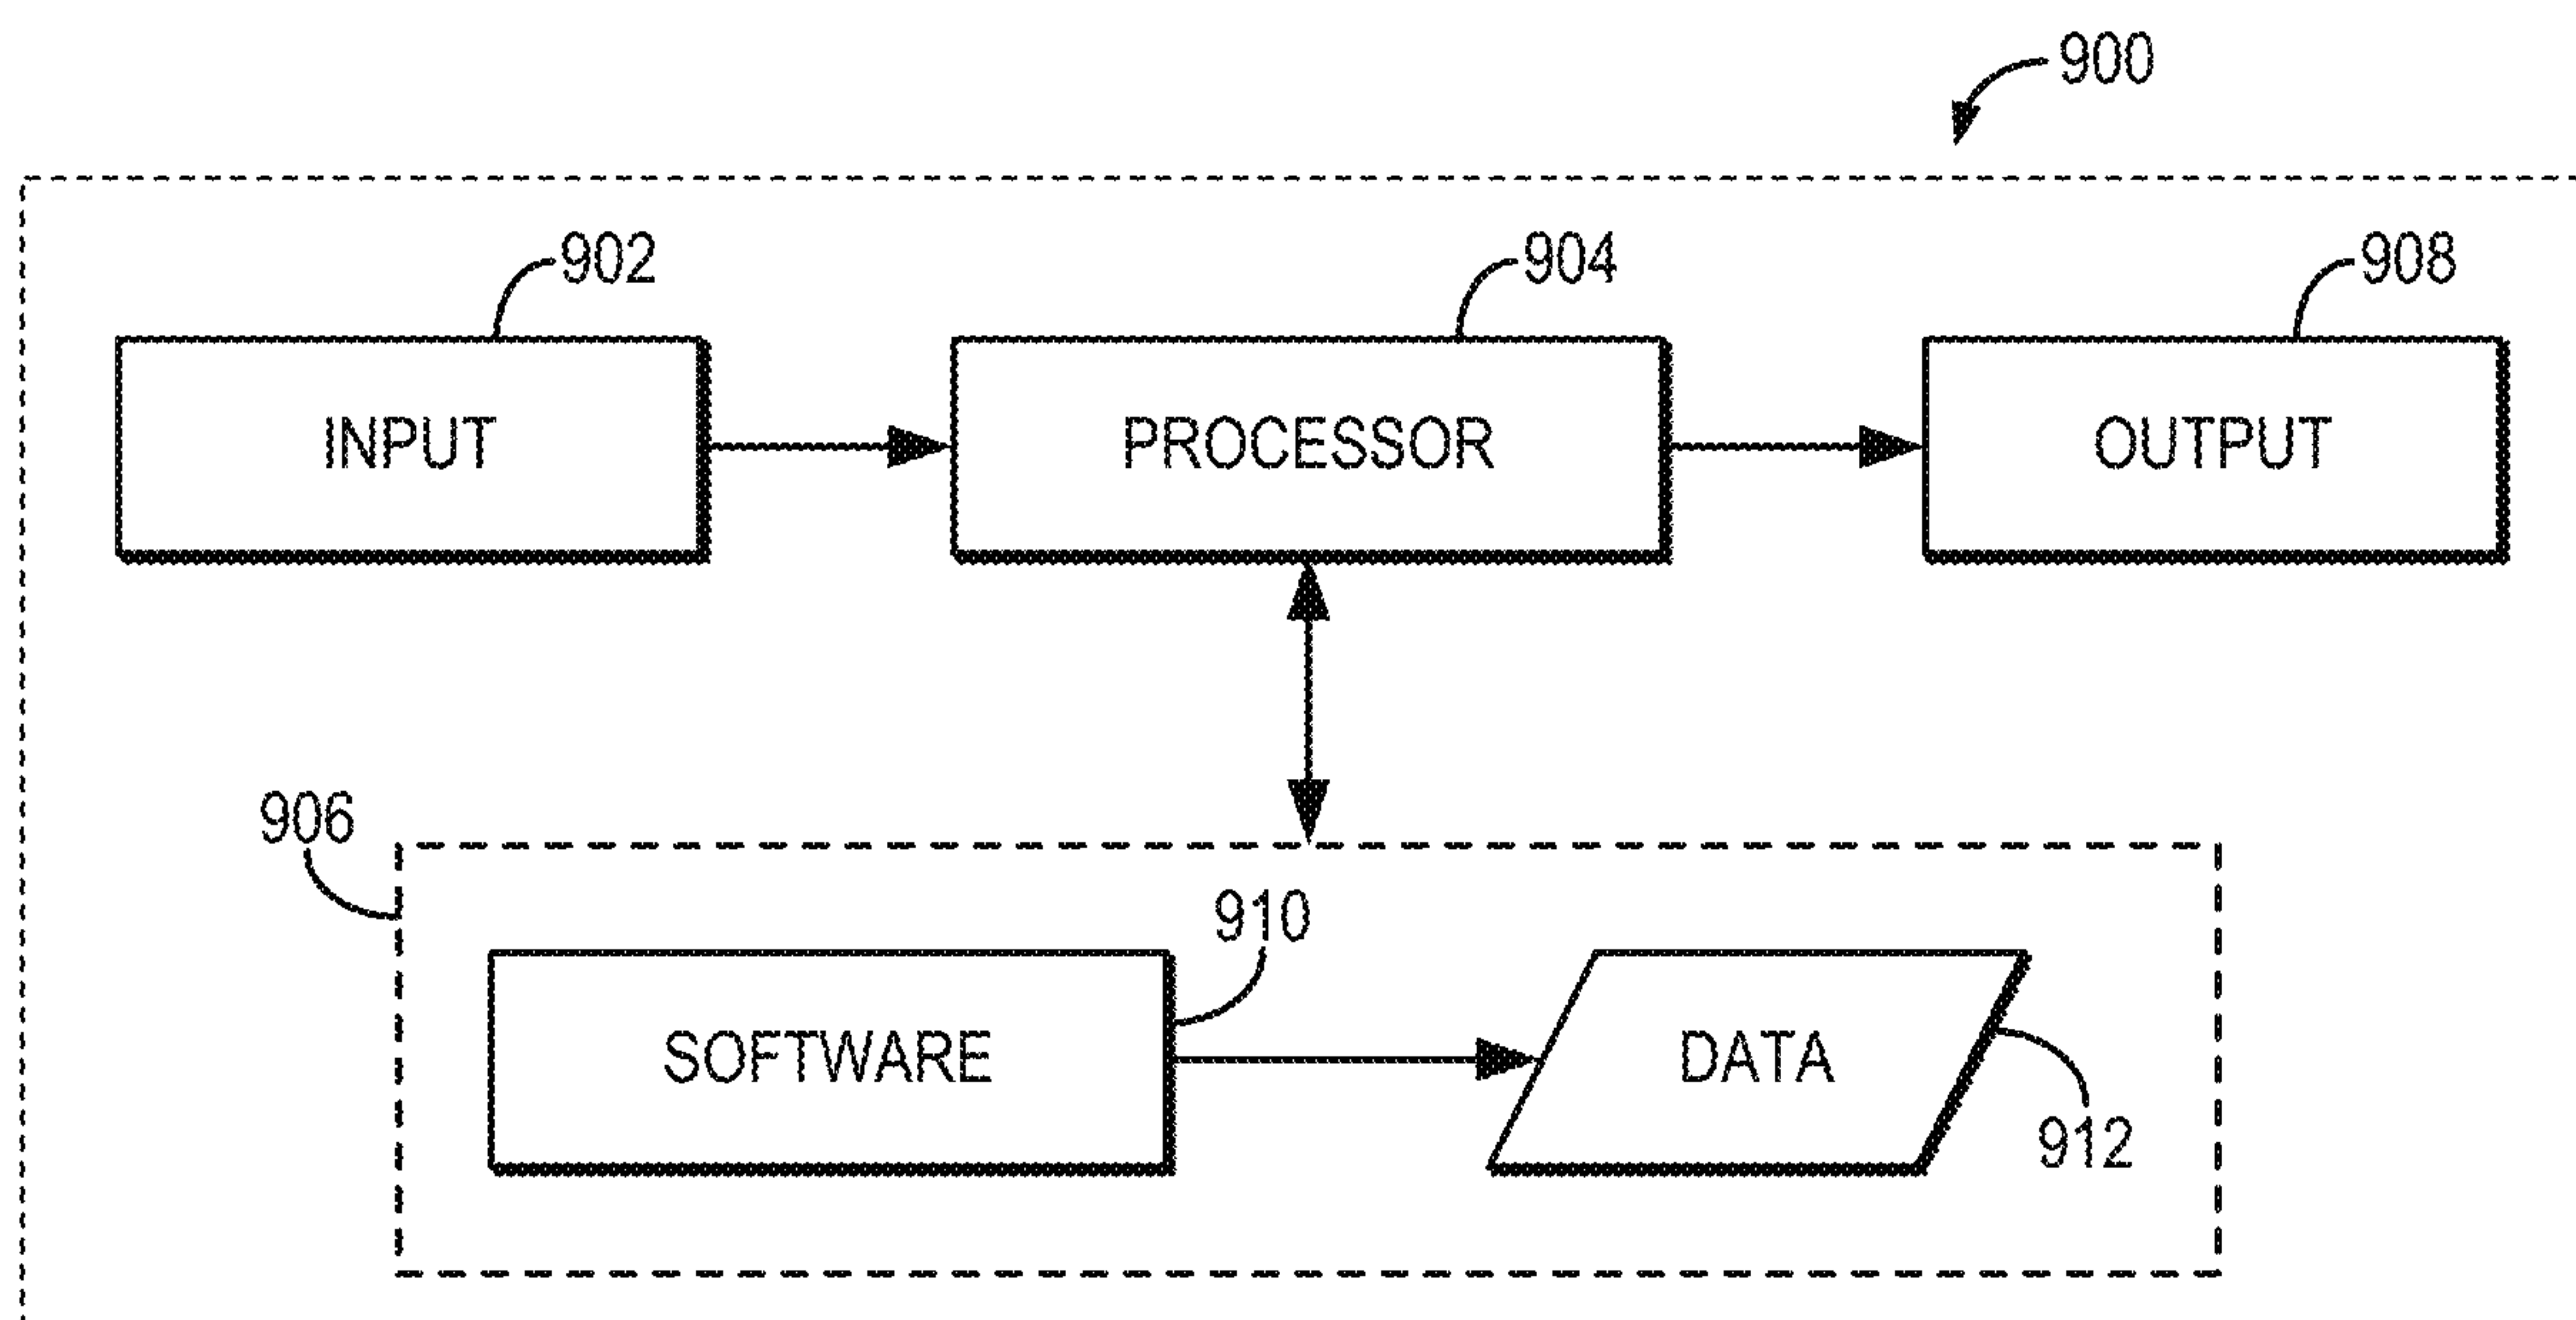 900
902
904
908
INPUT
PROCESSOR
OUTPUT
906
910
SOFTWARE
DATA
912